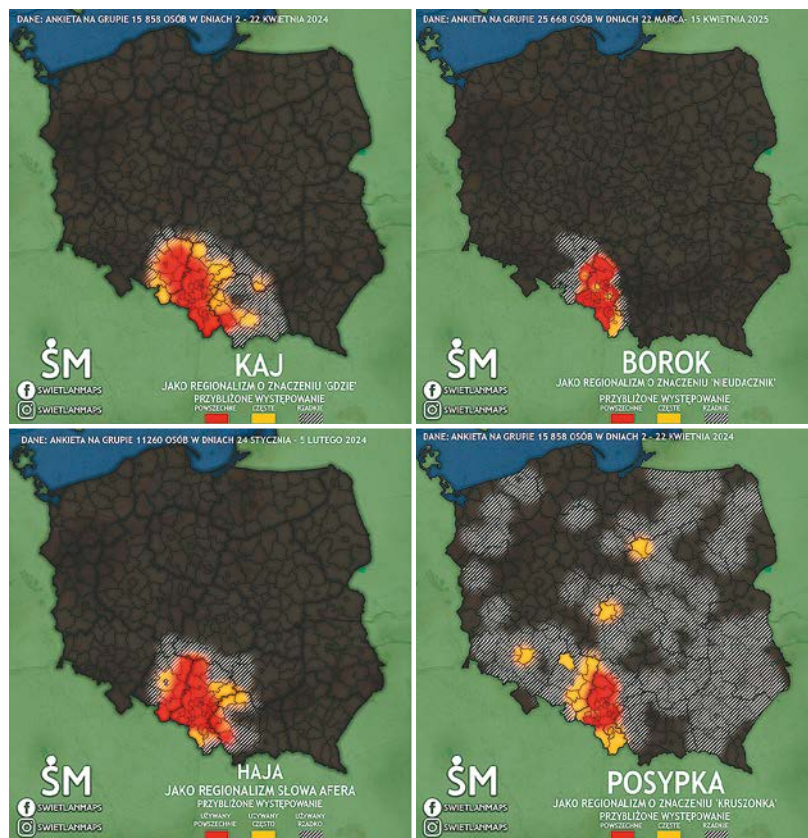 DANE: ANKIETA NA GRUPIE 15 858 OSÓB W DNIACH 2 - 22 KWIETNIA 2024
ŚM
SWIETLANMAPS
SWIETLANMAPS
KAJ
JAKO REGIONALIZM O ZNACZENIU 'GDZIE'
PRZYBLIŻONE WYSTĘPOWANIE
POWSZECHNE CZĘSTE RZADKIE
DANE: ANKIETA NA GRUPIE 25 668 OSÓB W DNIACH 22 MARCA- 15 KWIETNIA 2025
ŚM
SWIETLANMAPS
SWIETLANMAPS
BOROK
JAKO REGIONALIZM O ZNACZENIU 'NIEUDACZNIK'
PRZYBLIŻONE WYSTĘPOWANIE
POWSZECHNE CZĘSTE RZADKIE
DANE: ANKIETA NA GRUPIE 11260 OSÓB W DNIACH 24 STYCZNIA - 5 LUTEGO 2024
ŚM
SWIETLANMAPS
SWIETLANMAPS
HAJA
JAKO REGIONALIZM SŁOWA AFERA
PRZYBLIŻONE WYSTĘPOWANIE
UŻYWANY UŻYWANY UŻYWANY
POWSZECHNIE CZĘSTO RZADKO
DANE: ANKIETA NA GRUPIE 15 858 OSÓB W DNIACH 2 - 22 KWIETNIA 2024
ŚM
SWIETLANMAPS
SWIETLANMAPS
POSYPKA
JAKO REGIONALIZM O ZNACZENIU 'KRUSZONKA'
PRZYBLIŻONE WYSTĘPOWANIE
POWSZECHNE CZĘSTE RZADKIE